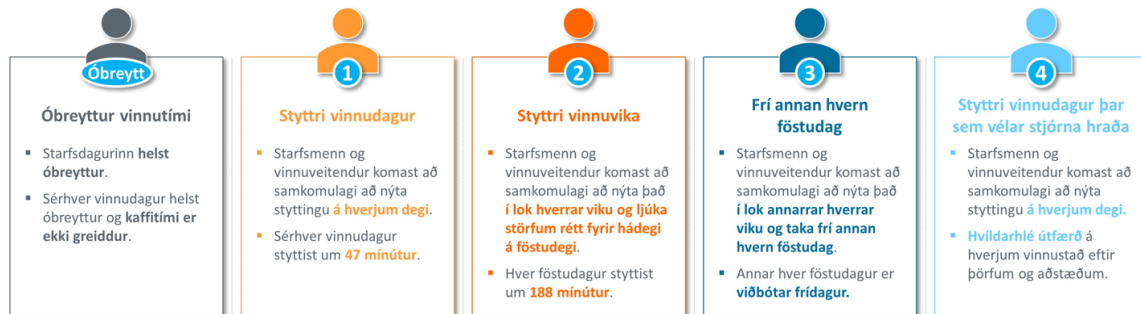 Óbreytt
Óbreyttur vinnutími
▪ Starfsdagurinn helst
óbreyttur.
▪ Sérhver vinnudagur helst
óbreyttur og kaffitími er
ekki greiddur.
1
Styttri vinnudagur
▪ Starfsmenn og
vinnuveitendur komast að
samkomulagi að nýta
styttingu á hverjum degi.
▪ Sérhver vinnudagur
styttist um 47 mínútur.
2
Styttri vinnuvika
▪ Starfsmenn og
vinnuveitendur komast að
samkomulagi að nýta það
í lok hverrar viku og ljúka
störfum rétt fyrir hádegi
á föstudegi.
▪ Hver föstudagur styttist
um 188 mínútur.
3
Frí annan hvern
föstudag
▪ Starfsmenn og
vinnuveitendur komast að
samkomulagi að nýta það
í lok annarrar hverrar
viku og taka frí annan
hvern föstudag.
▪ Annar hver föstudagur er
viðbótar frídagur.
4
Styttri vinnudagur þar
sem vélar stjórna hraða
▪ Starfsmenn og
vinnuveitendur komast að
samkomulagi að nýta
styttingu á hverjum degi.
▪ Hvíldarhlé útfærð á
hverjum vinnustað eftir
þörfum og aðstæðum.